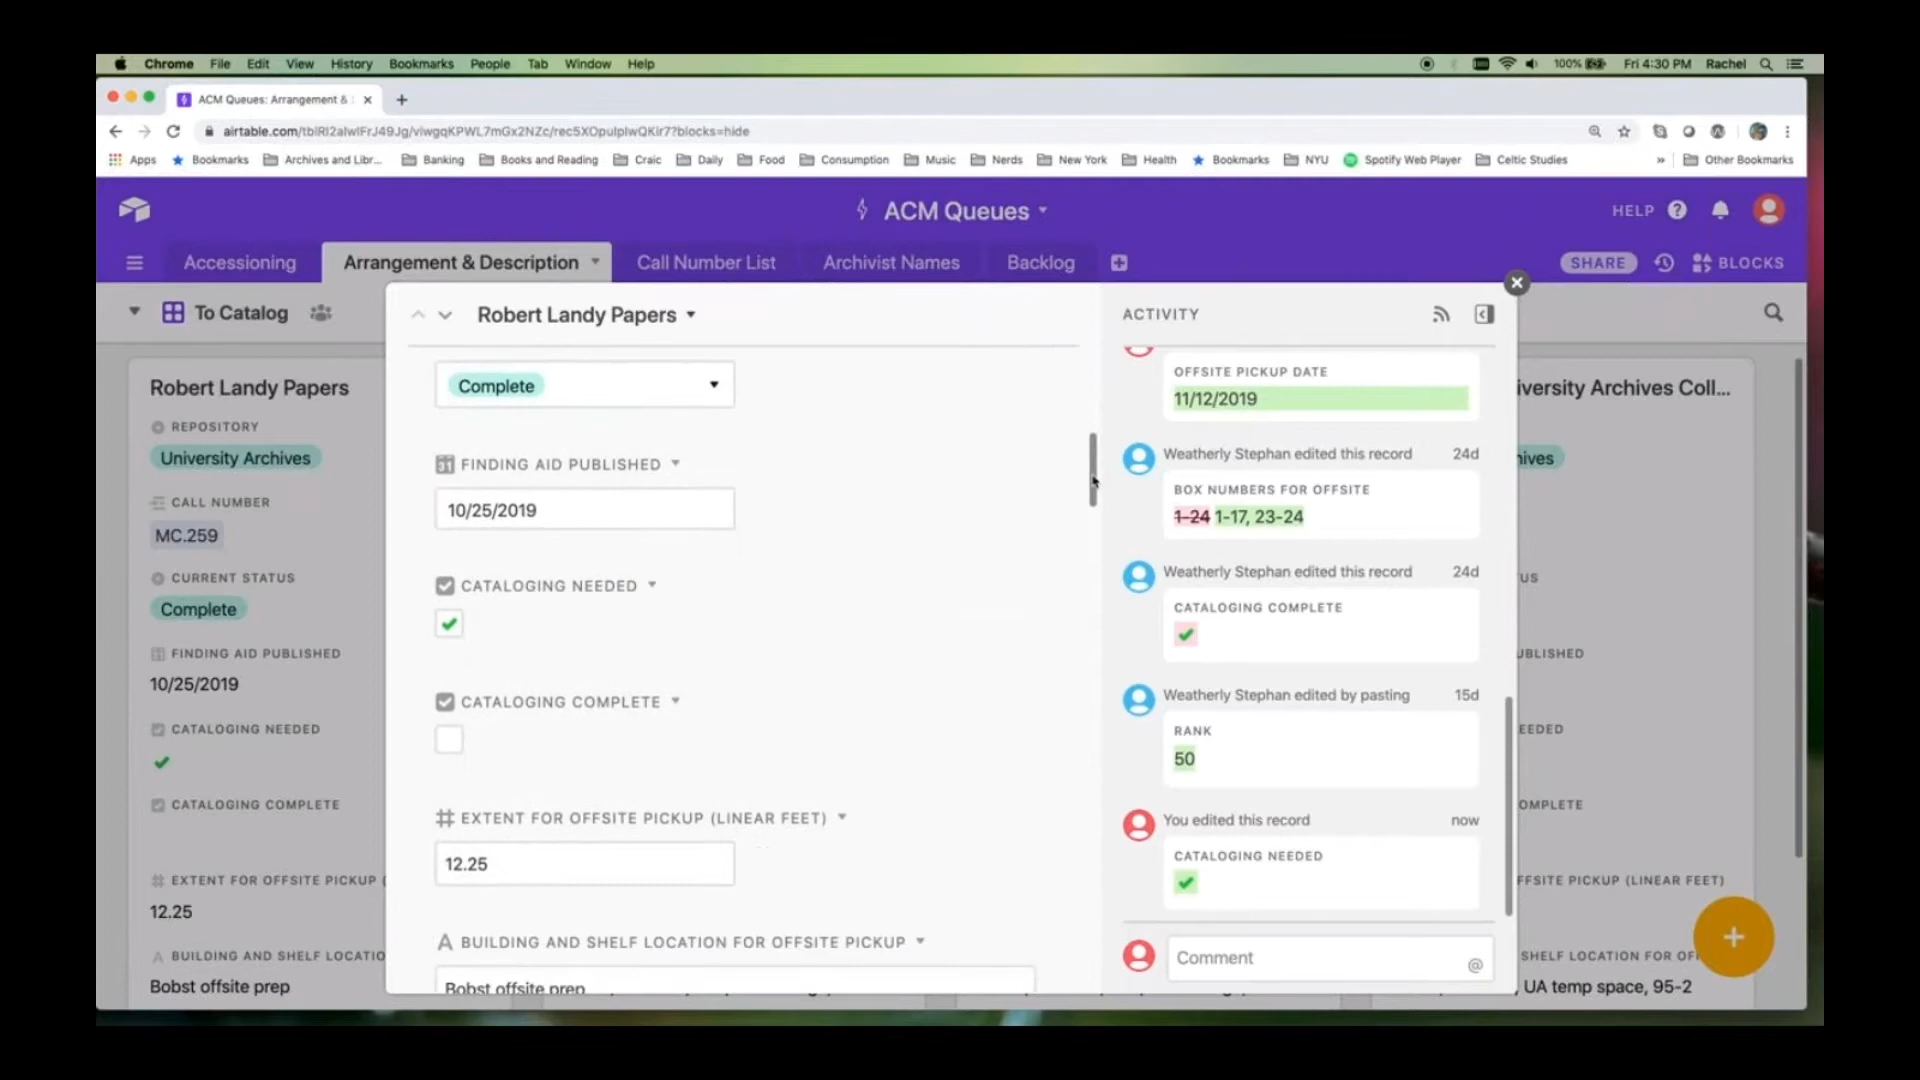 Chrome File Edit View History Bookmarks People Tab Window Help 100% Fri 4:30 PM Rachel
ACM Queues: Arrangement &
airtable.com/tblRI2aIwIFrJ49Jg/viwgqKPWL7mGx2NZc/rec5XOpuIpIwQKir7?blocks=hide
Apps Bookmarks Archives and Libr... Banking Books and Reading Craic Daily Food Consumption Music Nerds New York Health Bookmarks NYU Spotify Web Player Celtic Studies » Other Bookmarks
ACM Queues
HELP
Accessioning Arrangement & Description Call Number List Archivist Names Backlog SHARE BLOCKS
To Catalog
Robert Landy Papers
REPOSITORY
University Archives
CALL NUMBER
MC.259
CURRENT STATUS
Complete
FINDING AID PUBLISHED
10/25/2019
CATALOGING NEEDED
CATALOGING COMPLETE
EXTENT FOR OFFSITE PICKUP (
12.25
BUILDING AND SHELF LOCATIO
Bobst offsite prep
Robert Landy Papers
Complete
FINDING AID PUBLISHED
10/25/2019
CATALOGING NEEDED
CATALOGING COMPLETE
EXTENT FOR OFFSITE PICKUP (LINEAR FEET)
12.25
BUILDING AND SHELF LOCATION FOR OFFSITE PICKUP
Bobst offsite prep
ACTIVITY
OFFSITE PICKUP DATE
11/12/2019
Weatherly Stephan edited this record 24d
BOX NUMBERS FOR OFFSITE
1-24 1-17, 23-24
Weatherly Stephan edited this record 24d
CATALOGING COMPLETE
Weatherly Stephan edited by pasting 15d
RANK
50
You edited this record now
CATALOGING NEEDED
Comment @
iversity Archives Coll...
hives
US
UBLISHED
EEDED
OMPLETE
FFSITE PICKUP (LINEAR FEET)
SHELF LOCATION FOR OF
, UA temp space, 95-2